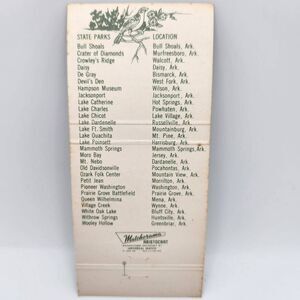 STATE PARKS LOCATION
Bull Shoals Bull Shoals, Ark.
Crater of Diamonds Murfreesboro, Ark.
Crowley's Ridge Walcott, Ark.
Daisy Daisy, Ark.
De Gray Bismarck, Ark.
Devil's Den West Fork, Ark.
Hampson Museum Wilson, Ark.
Jacksonport Jacksonport, Ark.
Lake Catherine Hot Springs, Ark.
Lake Charles Powhaten, Ark.
Lake Chicot Lake Village, Ark.
Lake Dardanelle Russellville, Ark.
Lake Ft. Smith Mountainburg, Ark.
Lake Ouachita Mt. Pine, Ark.
Lake Poinsett Harrisburg, Ark.
Mammoth Springs Mammoth Springs, Ark.
Moro Bay Jersey, Ark.
Mt. Nebo Dardanelle, Ark.
Old Davidsonville Pocahontas, Ark.
Ozark Folk Center Mountain View, Ark.
Petit Jean Morrilton, Ark.
Pioneer Washington Washington, Ark.
Prairie Grove Battlefield Prairie Grove, Ark.
Queen Wilhelmina Mena, Ark.
Village Creek Wynne, Ark.
White Oak Lake Bluff City, Ark.
Withrow Springs Huntsville, Ark.
Wooley Hollow Greenbriar, Ark.
Matchorama
ARISTOCRAT
UNIVERSAL MATCH